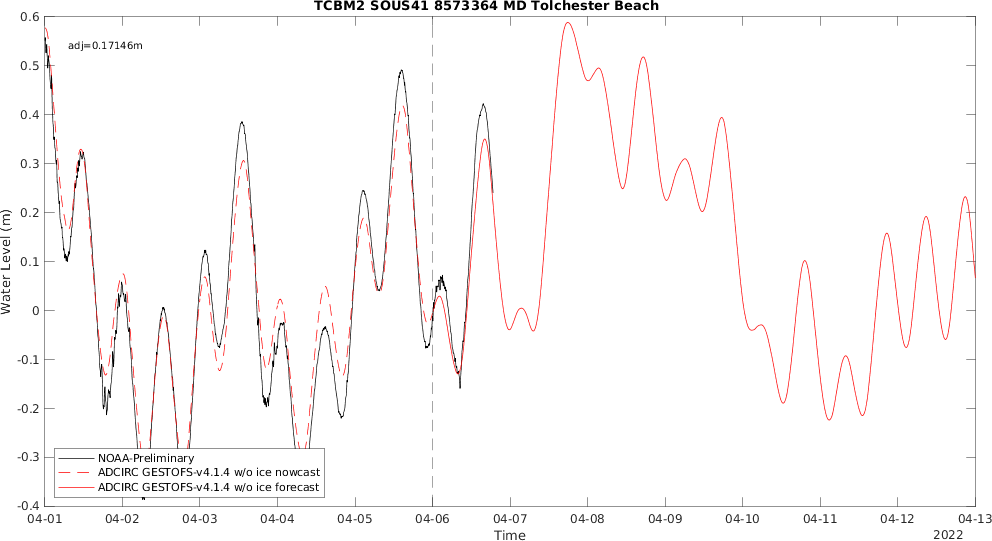 TCBM2 SOUS41 8573364 MD Tolchester Beach
adj=0.17146m
Water Level (m)
0.6
0.5
0.4
0.3
0.2
0.1
0
-0.1
-0.2
-0.3
-0.4
NOAA-Preliminary
ADCIRC GESTOFS-v4.1.4 w/o ice nowcast
ADCIRC GESTOFS-v4.1.4 w/o ice forecast
04-01 04-02 04-03 04-04 04-05 04-06 04-07 04-08 04-09 04-10 04-11 04-12 04-13
Time
2022